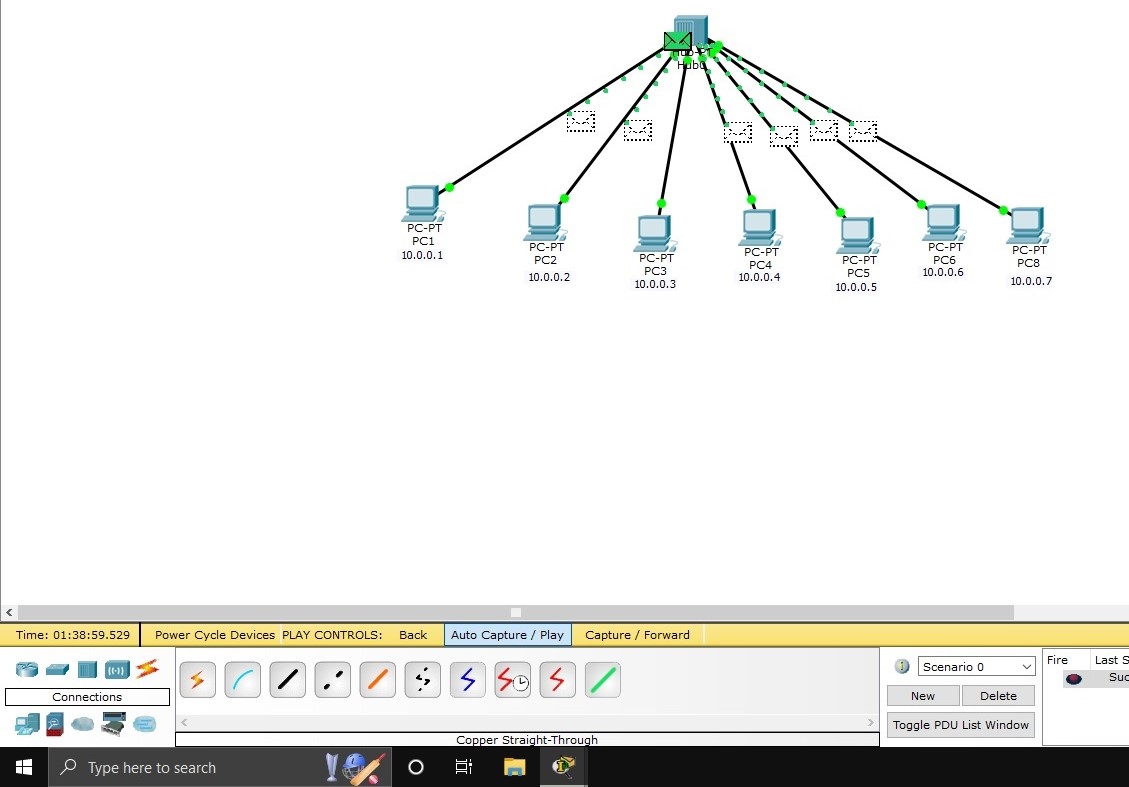 Hub-PT
Hub0
PC-PT
PC1
10.0.0.1
PC-PT
PC2
10.0.0.2
PC-PT
PC3
10.0.0.3
PC-PT
PC4
10.0.0.4
PC-PT
PC5
10.0.0.5
PC-PT
PC6
10.0.0.6
PC-PT
PC8
10.0.0.7
Time: 01:38:59.529 Power Cycle Devices PLAY CONTROLS: Back Auto Capture / Play Capture / Forward
Connections
Copper Straight-Through
Scenario 0
New Delete
Toggle PDU List Window
Fire Last S
Suc
Type here to search